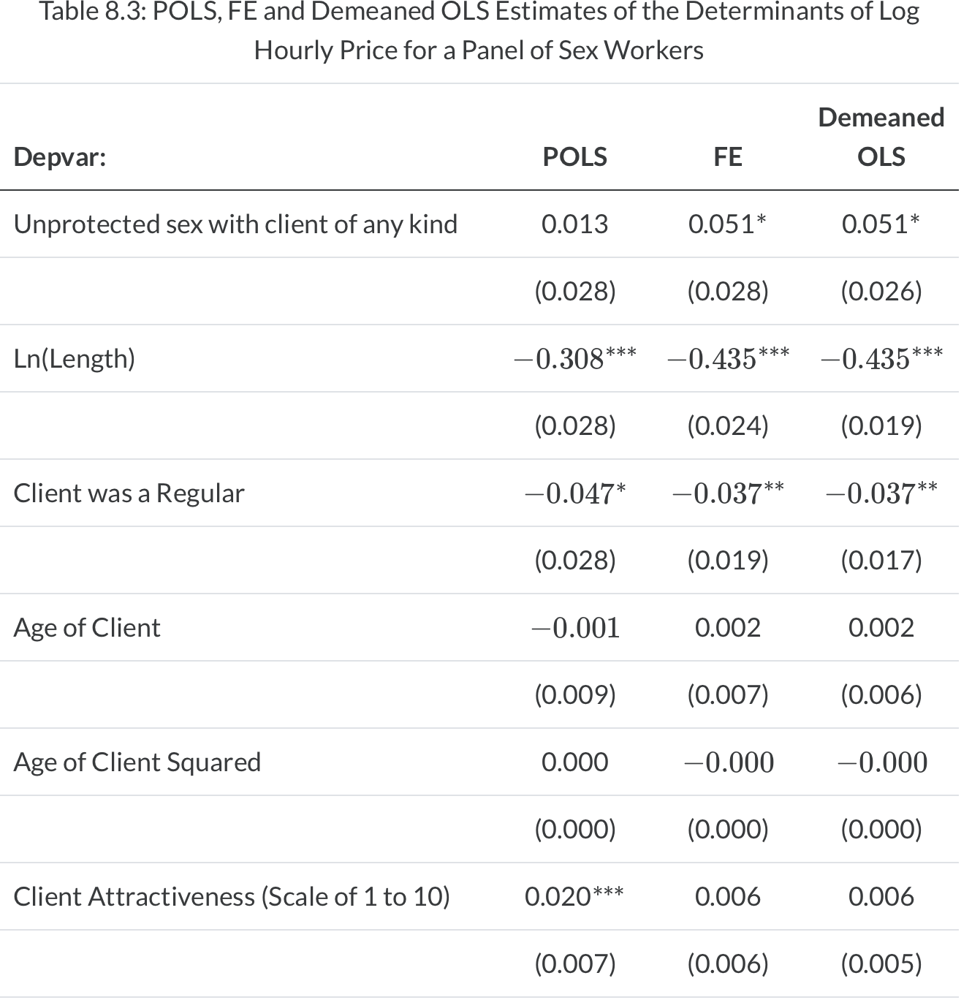 Table 8.3: POLS, FE and Demeaned OLS Estimates of the Determinants of Log
Hourly Price for a Panel of Sex Workers
Depvar: POLS FE Demeaned OLS
Unprotected sex with client of any kind 0.013 0.051* 0.051*
(0.028) (0.028) (0.026)
Ln(Length) −0.308*** −0.435*** −0.435***
(0.028) (0.024) (0.019)
Client was a Regular −0.047* −0.037** −0.037**
(0.028) (0.019) (0.017)
Age of Client −0.001 0.002 0.002
(0.009) (0.007) (0.006)
Age of Client Squared 0.000 −0.000 −0.000
(0.000) (0.000) (0.000)
Client Attractiveness (Scale of 1 to 10) 0.020*** 0.006 0.006
(0.007) (0.006) (0.005)